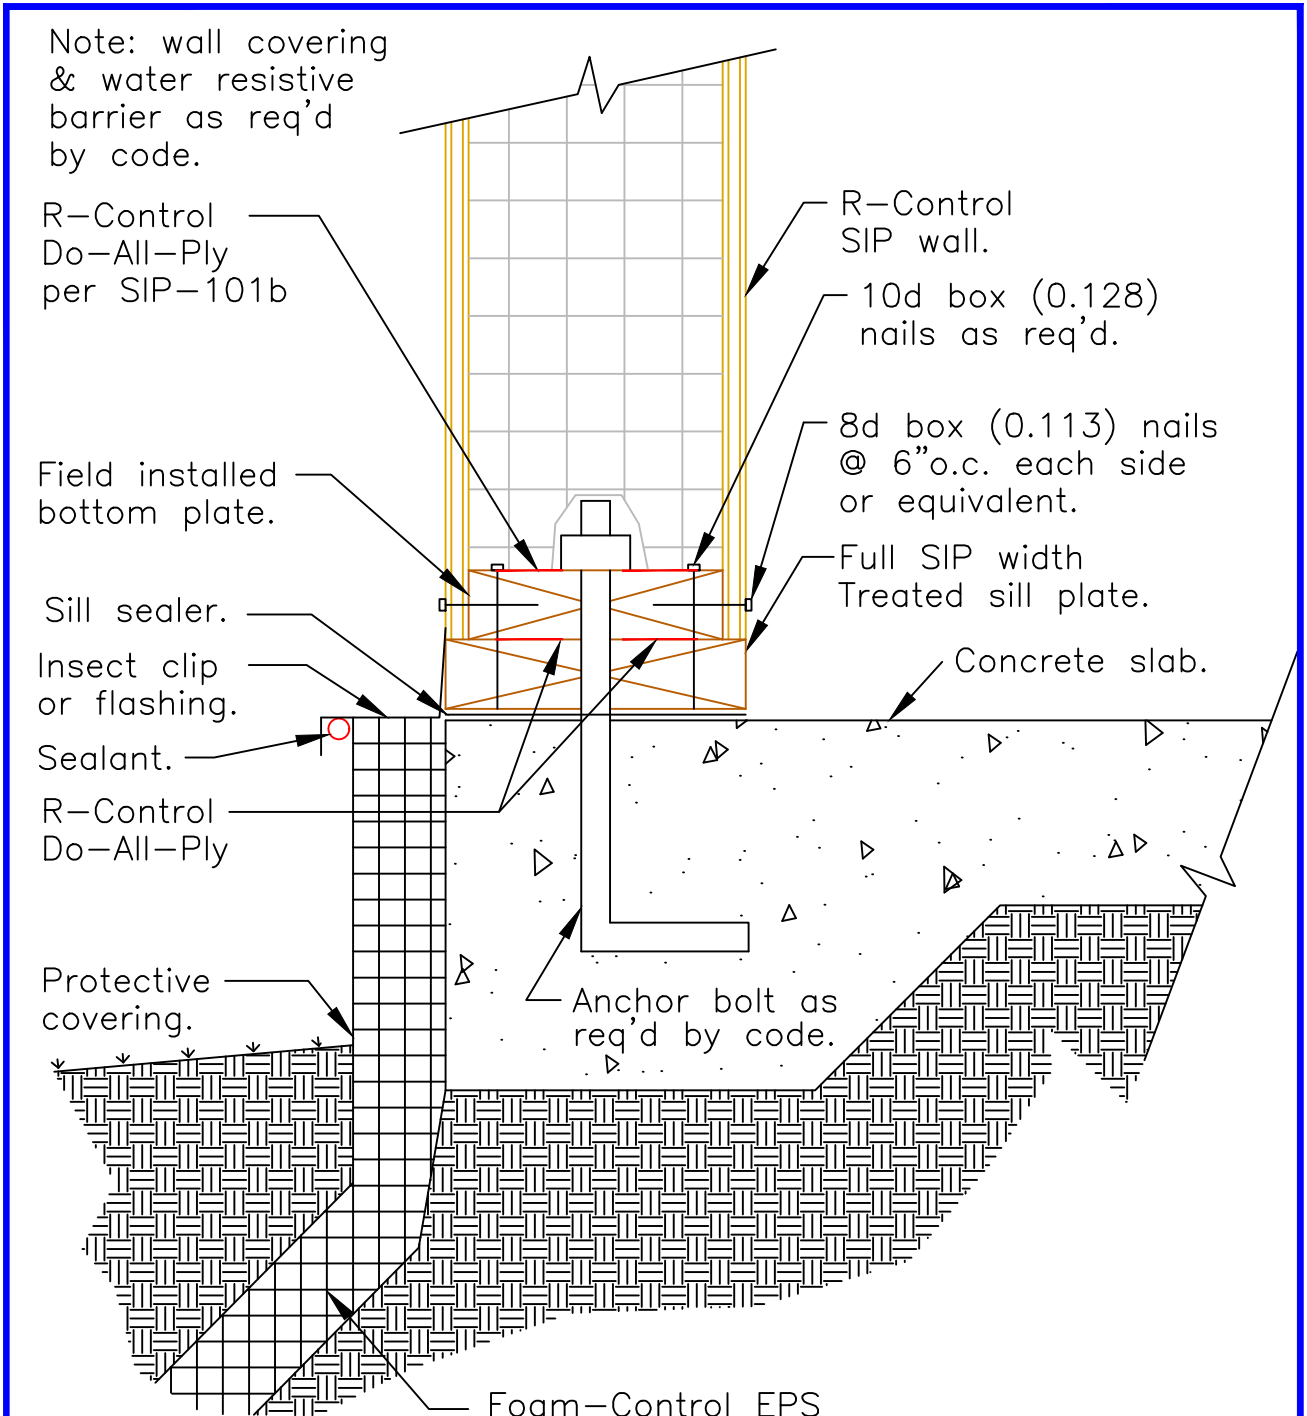 Note: wall covering
& water resistive
barrier as req'd
by code.
R-Control
Do-All-Ply
per SIP-101b
R-Control
SIP wall.
10d box (0.128)
nails as req'd.
8d box (0.113) nails
@ 6"o.c. each side
or equivalent.
Field installed
bottom plate.
Full SIP width
Treated sill plate.
Sill sealer.
Insect clip
or flashing.
Concrete slab.
Sealant.
R-Control
Do-All-Ply
Protective
covering.
Anchor bolt as
req'd by code.
Foam-Control EPS